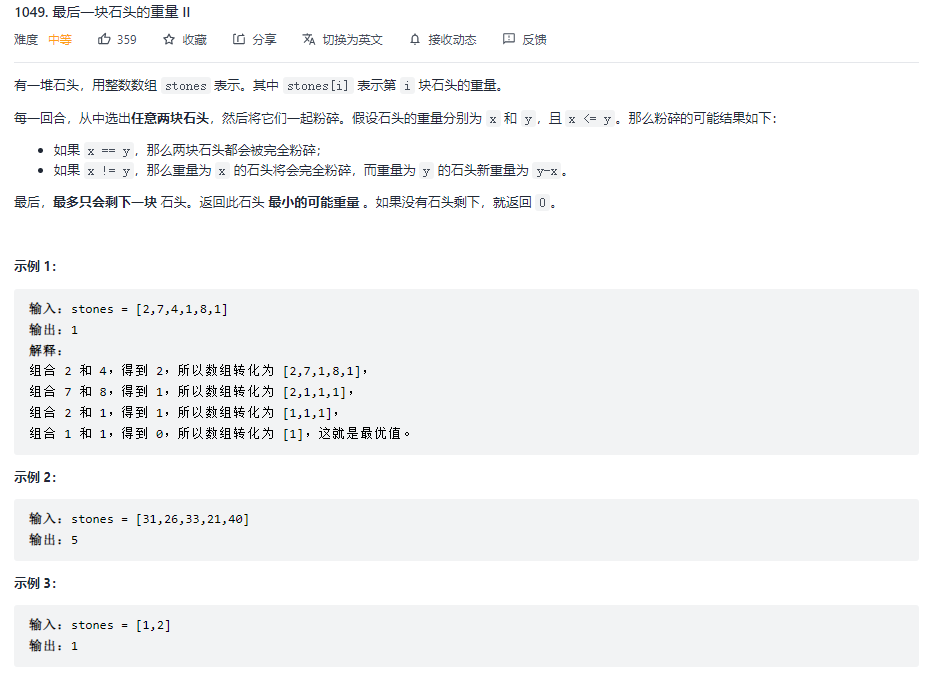 1049. 最后一块石头的重量 II
难度 中等 359 收藏 分享 切换为英文 接收动态 反馈
有一堆石头，用整数数组 stones 表示。其中 stones[i] 表示第 i 块石头的重量。
每一回合，从中选出任意两块石头，然后将它们一起粉碎。假设石头的重量分别为 x 和 y，且 x <= y。那么粉碎的可能结果如下：
如果 x == y，那么两块石头都会被完全粉碎；
如果 x != y，那么重量为 x 的石头将会完全粉碎，而重量为 y 的石头新重量为 y-x。
最后，最多只会剩下一块 石头。返回此石头 最小的可能重量 。如果没有石头剩下，就返回 0。
示例 1：
输入：stones = [2,7,4,1,8,1]
输出：1
解释：
组合 2 和 4，得到 2，所以数组转化为 [2,7,1,8,1]，
组合 7 和 8，得到 1，所以数组转化为 [2,1,1,1]，
组合 2 和 1，得到 1，所以数组转化为 [1,1,1]，
组合 1 和 1，得到 0，所以数组转化为 [1]，这就是最优值。
示例 2：
输入：stones = [31,26,33,21,40]
输出：5
示例 3：
输入：stones = [1,2]
输出：1